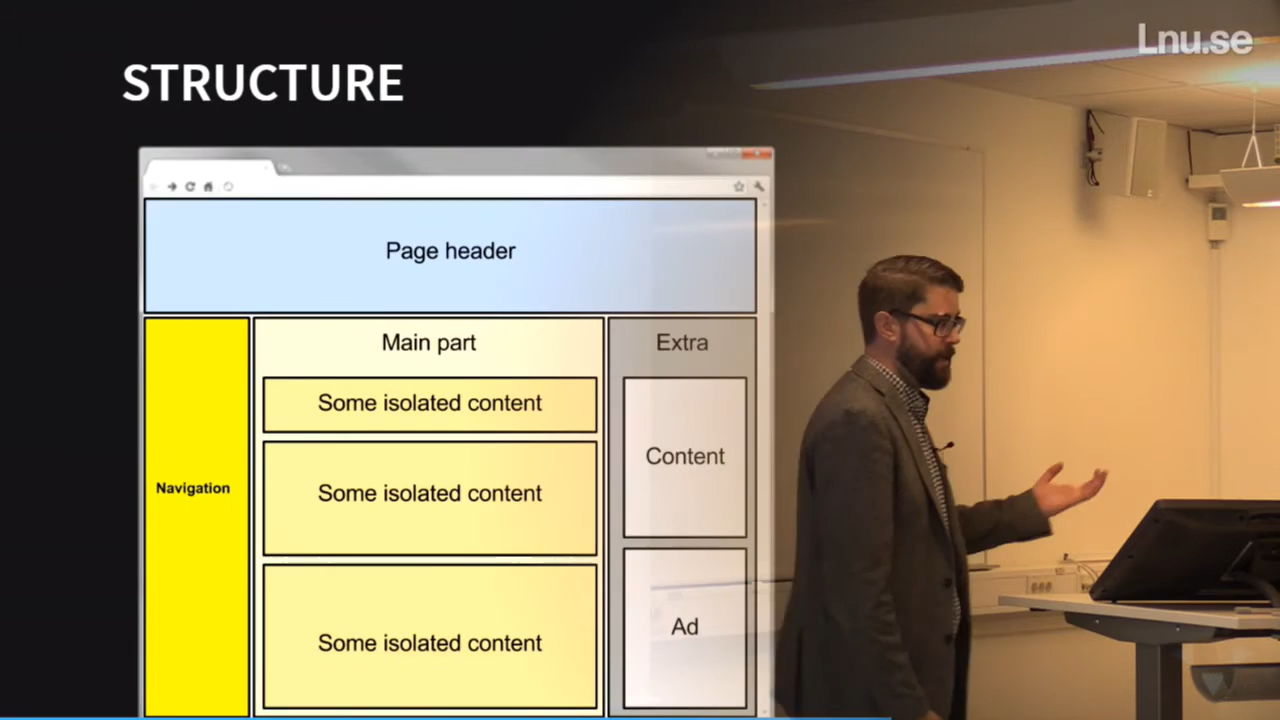 Lnu.se
STRUCTURE
Page header
Navigation
Main part
Some isolated content
Some isolated content
Some isolated content
Extra
Content
Ad